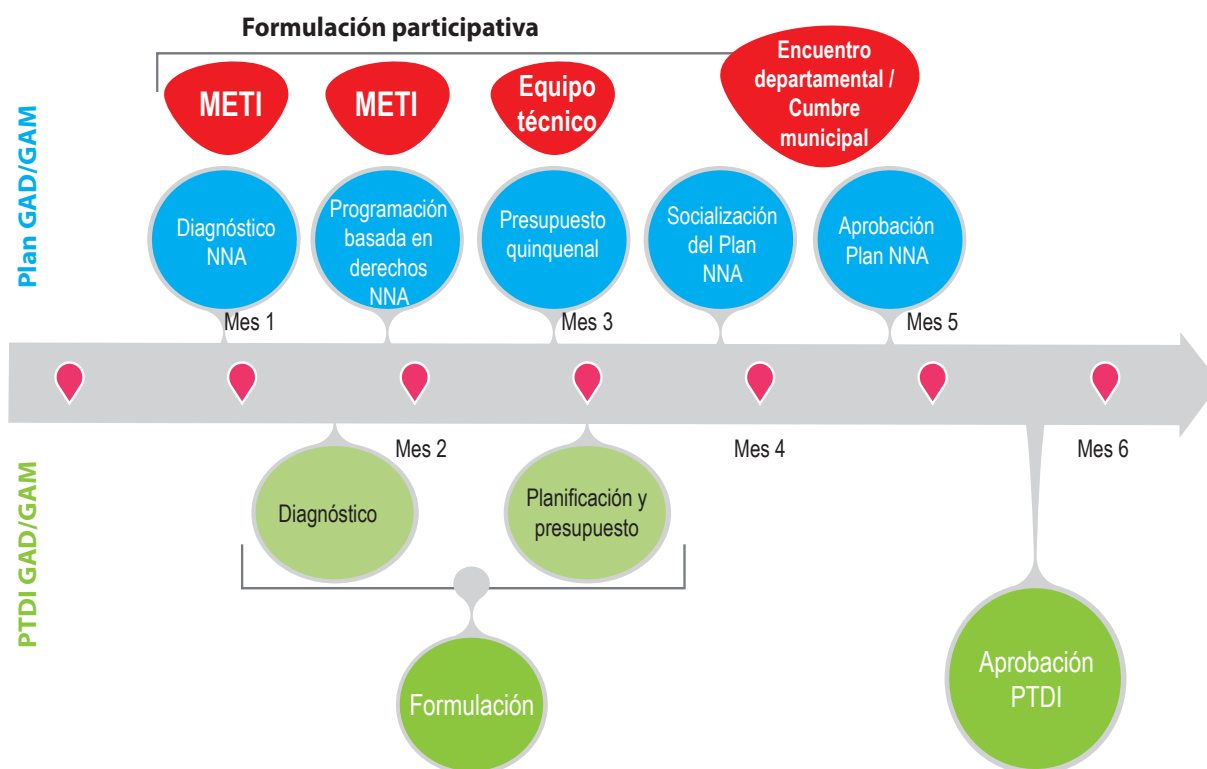 Formulación participativa
METI
METI
Equipo
técnico
Encuentro
departamental /
Cumbre
municipal
Plan GAD/GAM
Diagnóstico
NNA
Programación
basada en
derechos
NNA
Presupuesto
quinquenal
Socialización
del Plan
NNA
Aprobación
Plan NNA
Mes 1
Mes 3
Mes 5
Mes 2
Mes 4
Mes 6
PTDI GAD/GAM
Diagnóstico
Planificación y
presupuesto
Formulación
Aprobación
PTDI